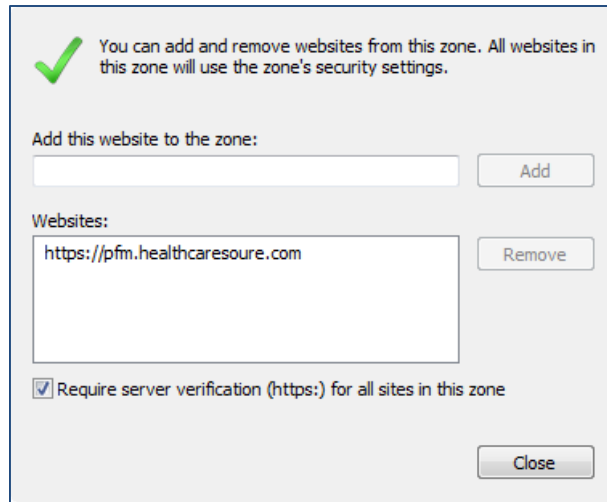 You can add and remove websites from this zone. All websites in
this zone will use the zone's security settings.
Add this website to the zone:
Add
Websites:
https://pfm.healthcaresoure.com
Remove
Require server verification (https:) for all sites in this zone
Close